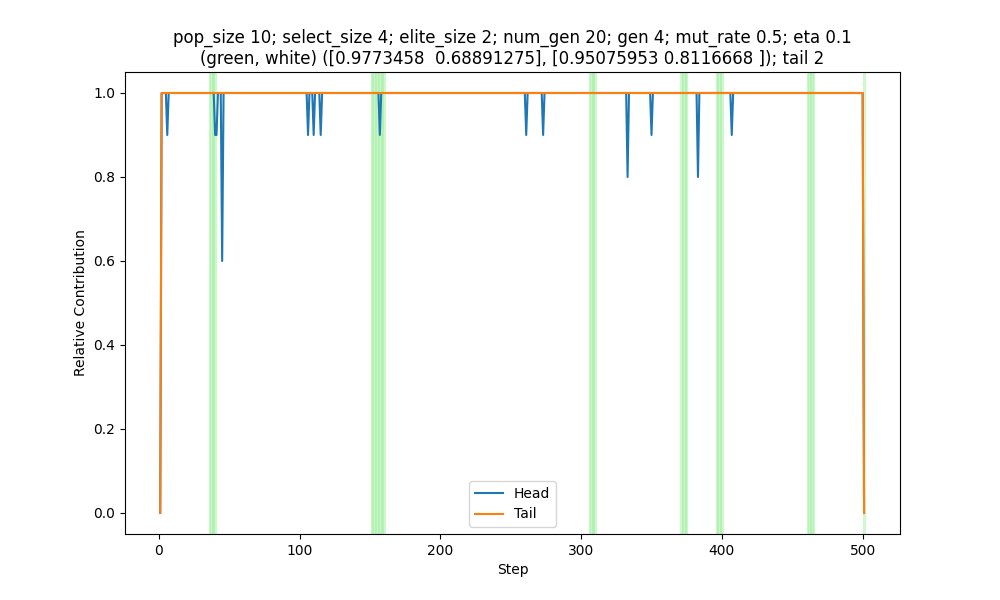 pop_size 10; select_size 4; elite_size 2; num_gen 20; gen 4; mut_rate 0.5; eta 0.1
(green, white) ([0.9773458  0.68891275], [0.95075953 0.8116668 ]); tail 2
1.0
0.8
0.6
0.4
0.2
0.0
Relative Contribution
Head
Tail
0
100
200
300
400
500
Step